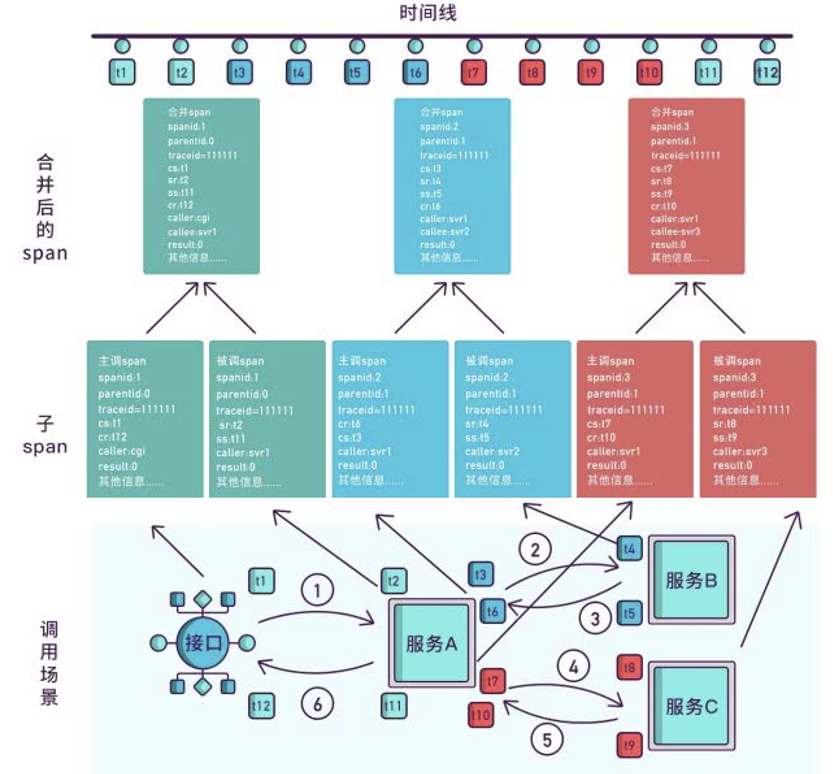 时间线
t1 t2 t3 t4 t5 t6 t7 t8 t9 t10 t11 t12
合并后的span
合并span
spanid:1
parentid:0
traceid=111111
cs:t1
sr:t2
ss:t11
cr:t12
caller:cgi
callee:svr1
result:0
其他信息......
合并span
spanid:2
parentid:1
traceid=111111
cs:t3
sr:t4
ss:t5
cr:t6
caller:svr1
callee:svr2
result:0
其他信息......
合并span
spanid:3
parentid:1
traceid=111111
cs:t7
sr:t8
ss:t9
cr:t10
caller:svr1
callee:svr3
result:0
其他信息......
子
span
主调span
spanid:1
parentid:0
traceid=111111
cs:t1
cr:t12
caller:cgi
result:0
其他信息......
被调span
spanid:1
parentid:0
traceid=111111
sr:t2
ss:t11
caller:svr1
result:0
其他信息......
主调span
spanid:2
parentid:1
traceid=111111
cr:t6
cs:t3
caller:svr1
result:0
其他信息......
被调span
spanid:2
parentid:1
traceid=111111
sr:t4
ss:t5
caller:svr2
result:0
其他信息......
主调span
spanid:3
parentid:1
traceid=111111
cs:t7
cr:t10
caller:svr1
result:0
其他信息......
被调span
spanid:3
parentid:1
traceid=111111
sr:t8
ss:t9
caller:svr3
result:0
其他信息......
调用场景
接口
t1
1
t2
t12
6
t11
服务A
t3
2
t4
t6
3
t5
服务B
t7
4
t8
t10
5
t9
服务C